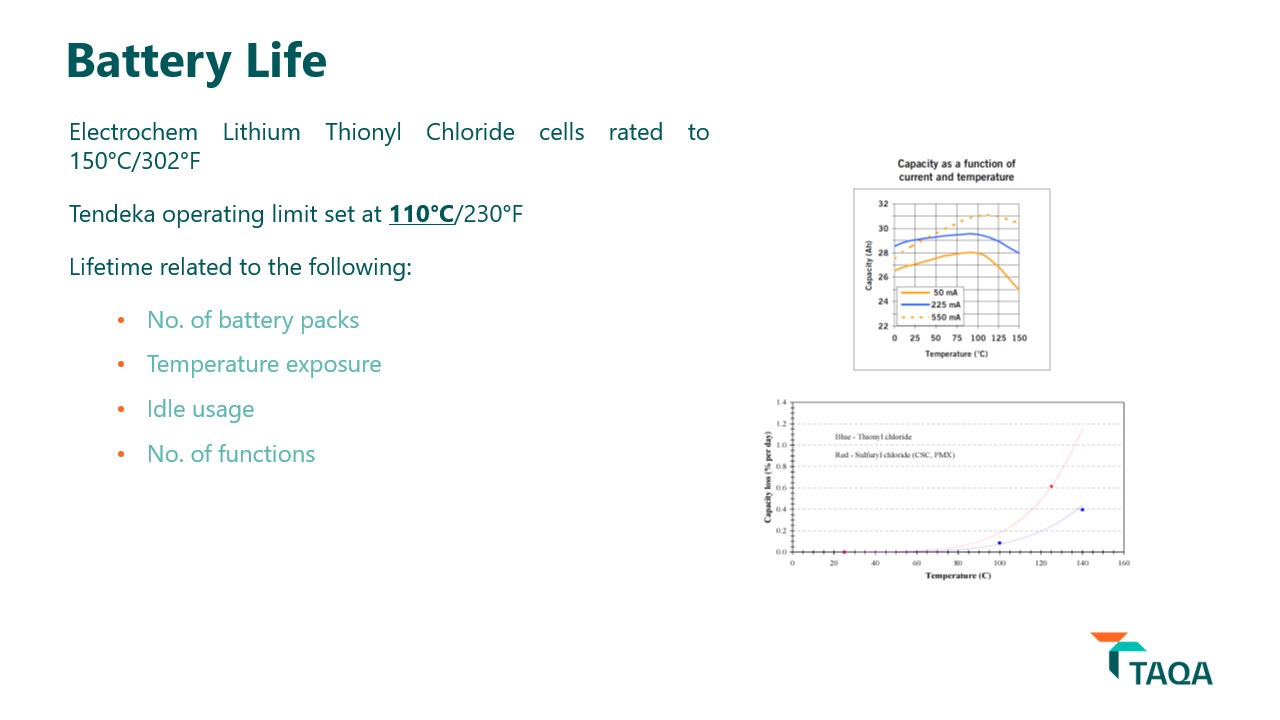 Battery Life
Electrochem Lithium Thionyl Chloride cells rated to
150°C/302°F
Tendeka operating limit set at 110°C/230°F
Lifetime related to the following:
• No. of battery packs
• Temperature exposure
• Idle usage
• No. of functions
Capacity as a function of
current and temperature
Capacity (Ah)
32
30
28
26
24
22
50 mA
225 mA
550 mA
0 25 50 75 100 125 150
Temperature (°C)
Capacity loss (% per day)
1.4
1.2
1.0
0.8
0.6
0.4
0.2
0.0
Blue - Thionyl chloride
Red - Sulfuryl chloride (CSC, PMX)
0 20 40 60 80 100 120 140 160
Temperature (C)
TAQA